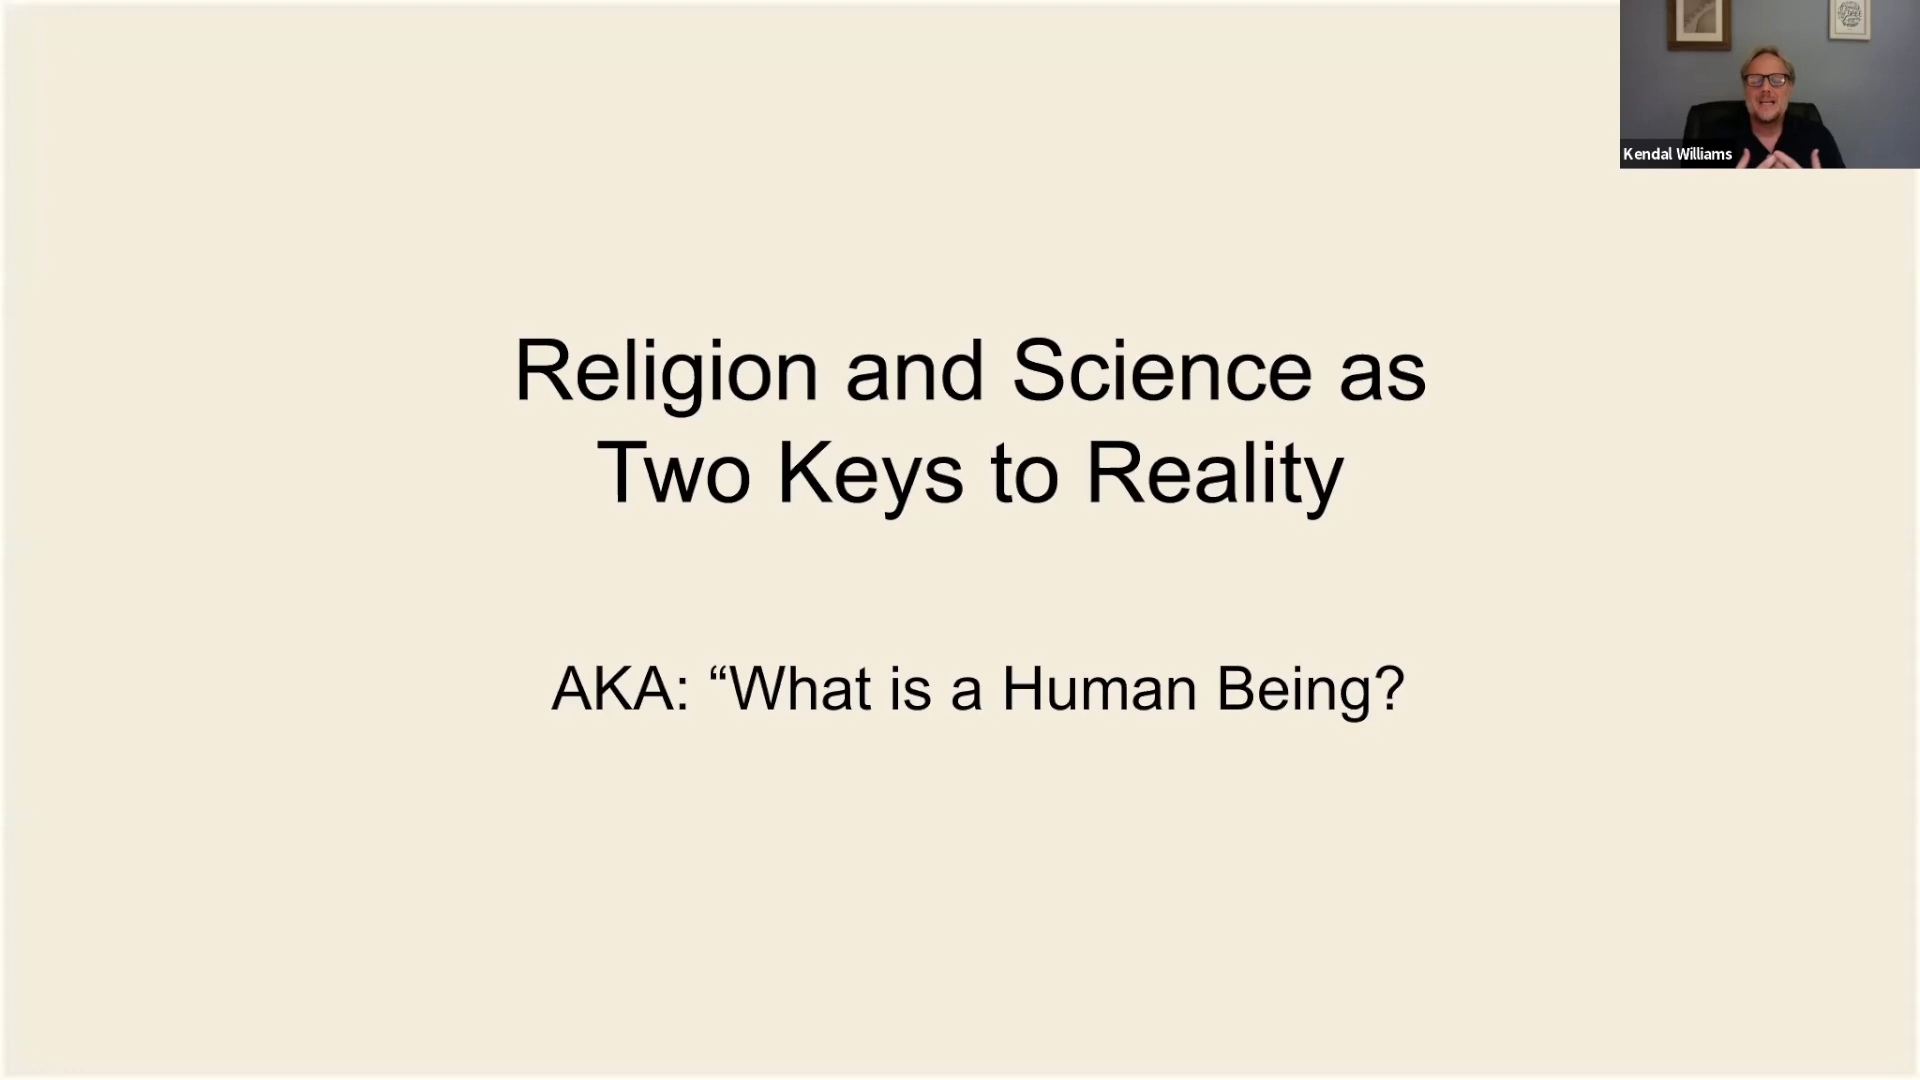 Religion and Science as
Two Keys to Reality
AKA: “What is a Human Being?
Kendal Williams